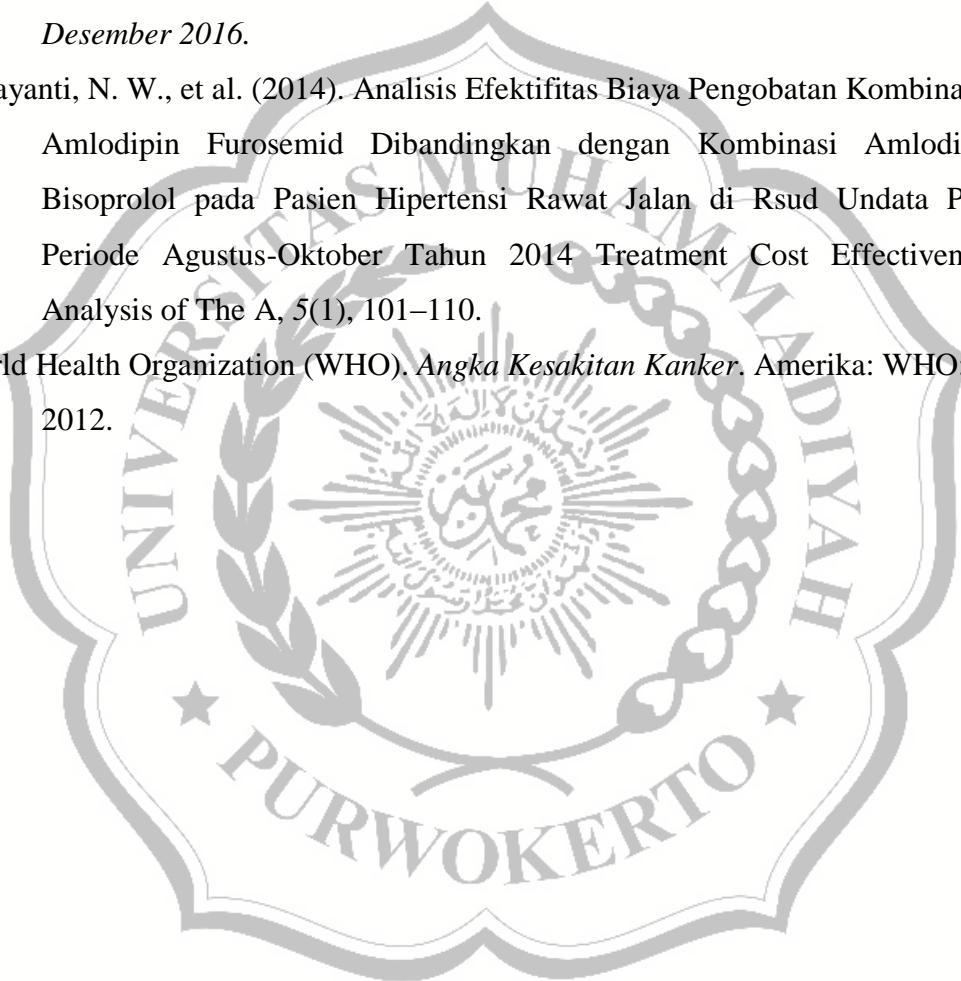 Desember 2016.
ayanti, N. W., et al. (2014). Analisis Efektifitas Biaya Pengobatan Kombina
Amlodipin Furosemid Dibandingkan dengan Kombinasi Amlodi
Bisoprolol pada Pasien Hipertensi Rawat Jalan di Rsud Undata P
Periode Agustus-Oktober Tahun 2014 Treatment Cost Effectiven
Analysis of The A, 5(1), 101–110.
ld Health Organization (WHO). Angka Kesakitan Kanker. Amerika: WHO
2012.
UNIVERSITAS MUHAMMADIYAH
PURWOKERTO